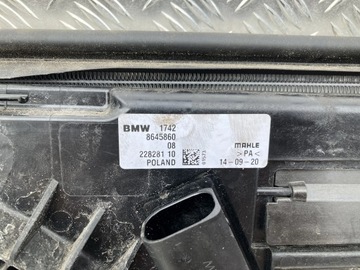 BMW 1742
8645860
08
228281 10
POLAND
MAHLE
>PA<
14-09-20